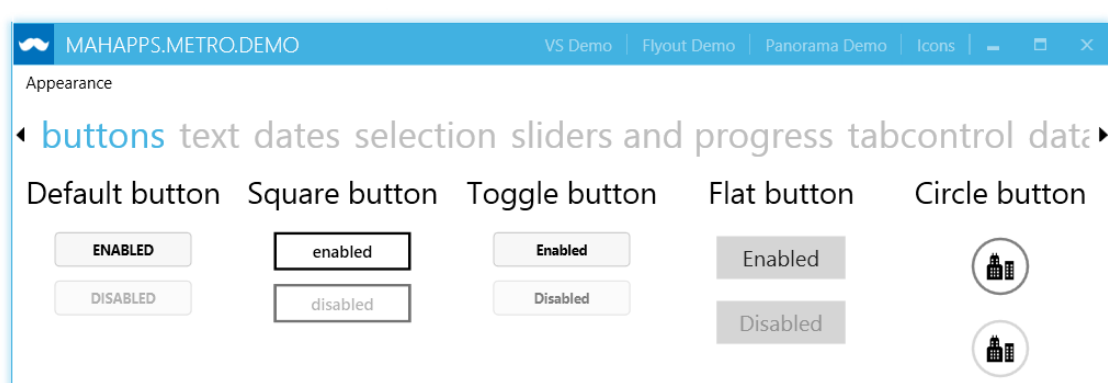 MAHAPPS.METRO.DEMO VS Demo Flyout Demo Panorama Demo Icons
Appearance
buttons text dates selection sliders and progress tabcontrol data
Default button Square button Toggle button Flat button Circle button
ENABLED enabled Enabled Enabled
DISABLED disabled Disabled Disabled